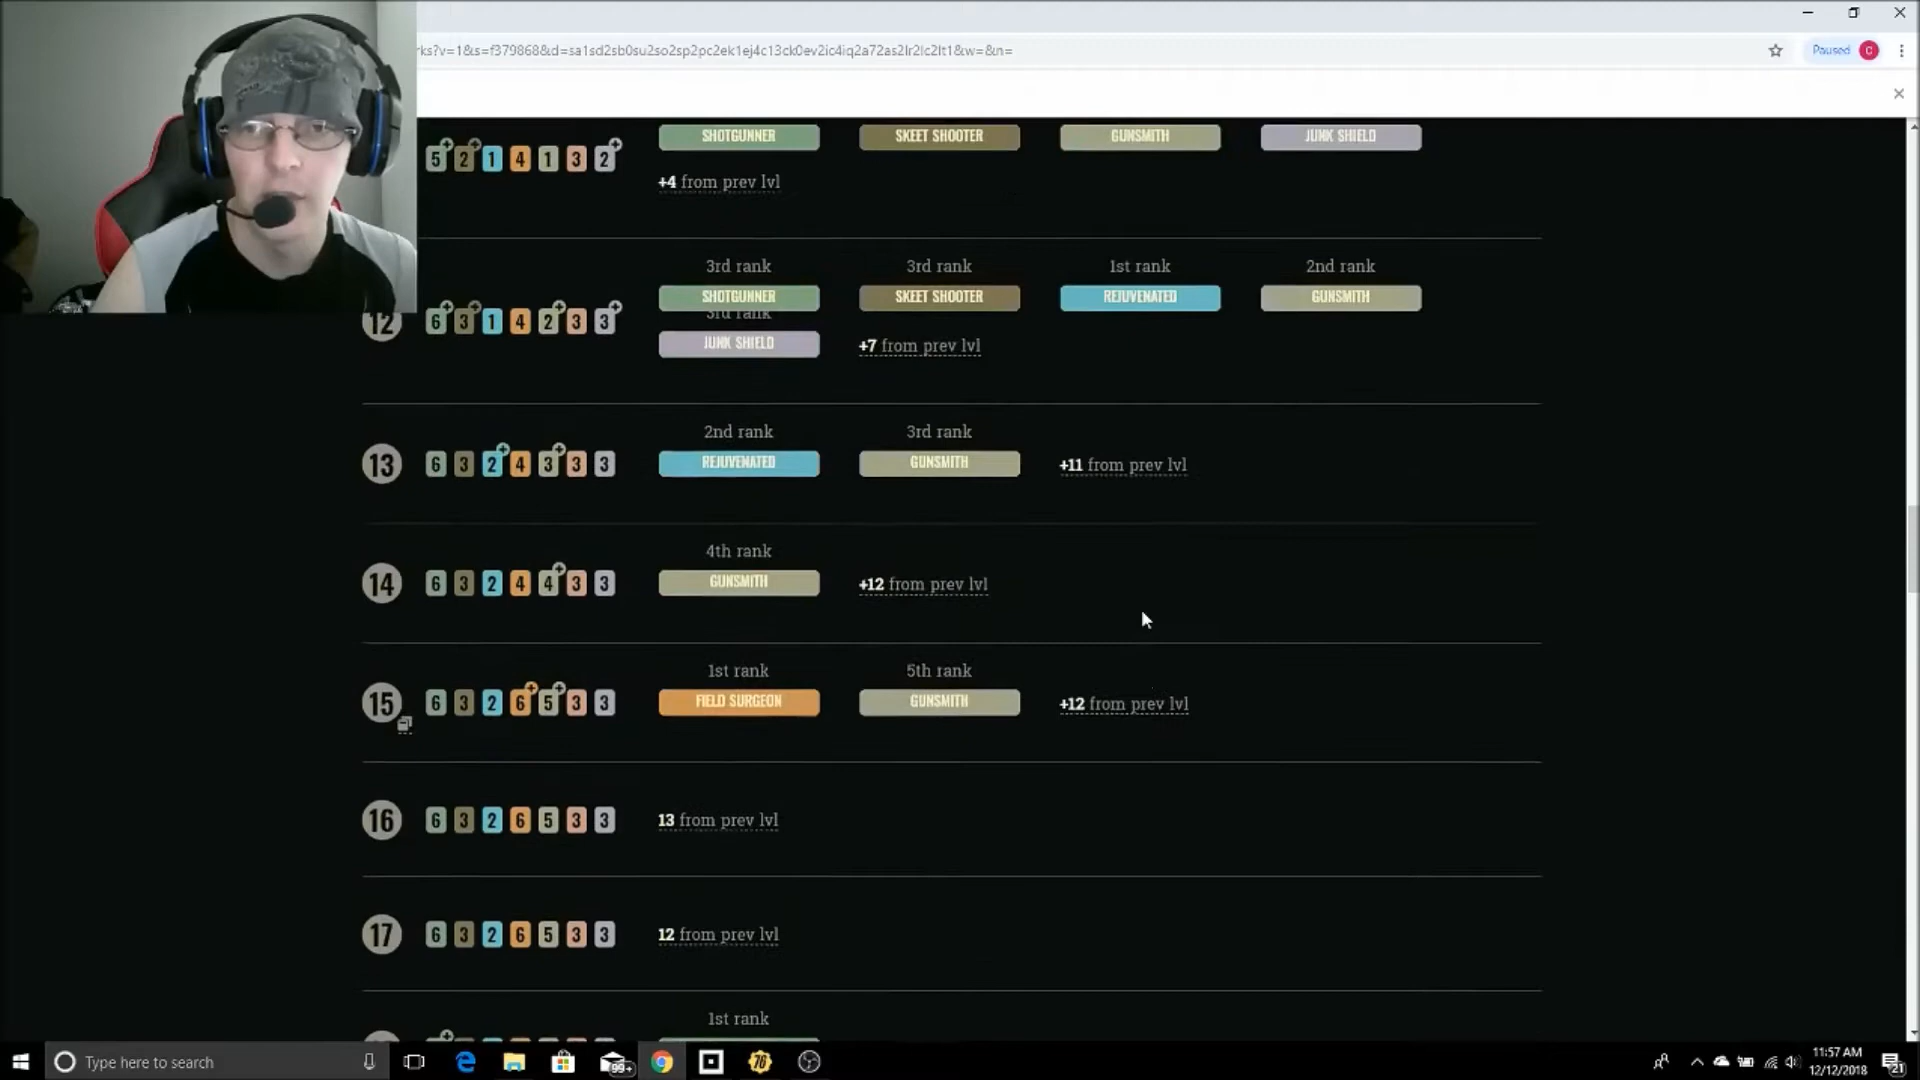 rks?v=1&s=f379868&d=sa1sd2sb0su2so2sp2pc2ek1ej4c13ck0ev2ic4iq2a72as2lr2lc2lt1&w=&n=
Paused C
5 2 1 4 1 3 2
SHOTGUNNER SKEET SHOOTER GUNSMITH JUNK SHIELD
+4 from prev lvl
3rd rank 3rd rank 1st rank 2nd rank
12 6 3 1 4 2 3 3 SHOTGUNNER SKEET SHOOTER REJUVENATED GUNSMITH
3rd rank
JUNK SHIELD +7 from prev lvl
2nd rank 3rd rank
13 6 3 2 4 3 3 3 REJUVENATED GUNSMITH +11 from prev lvl
4th rank
14 6 3 2 4 4 3 3 GUNSMITH +12 from prev lvl
1st rank 5th rank
15 6 3 2 6 5 3 3 FIELD SURGEON GUNSMITH +12 from prev lvl
16 6 3 2 6 5 3 3 13 from prev lvl
17 6 3 2 6 5 3 3 12 from prev lvl
1st rank
Type here to search 99+ 76 11:57 AM
12/12/2018 21